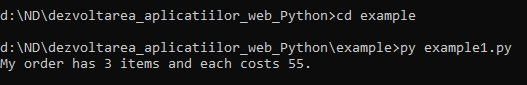 d:\ND\dezvoltarea_aplicatiilor_web_Python>cd example
d:\ND\dezvoltarea_aplicatiilor_web_Python\example>py example1.py
My order has 3 items and each costs 55.